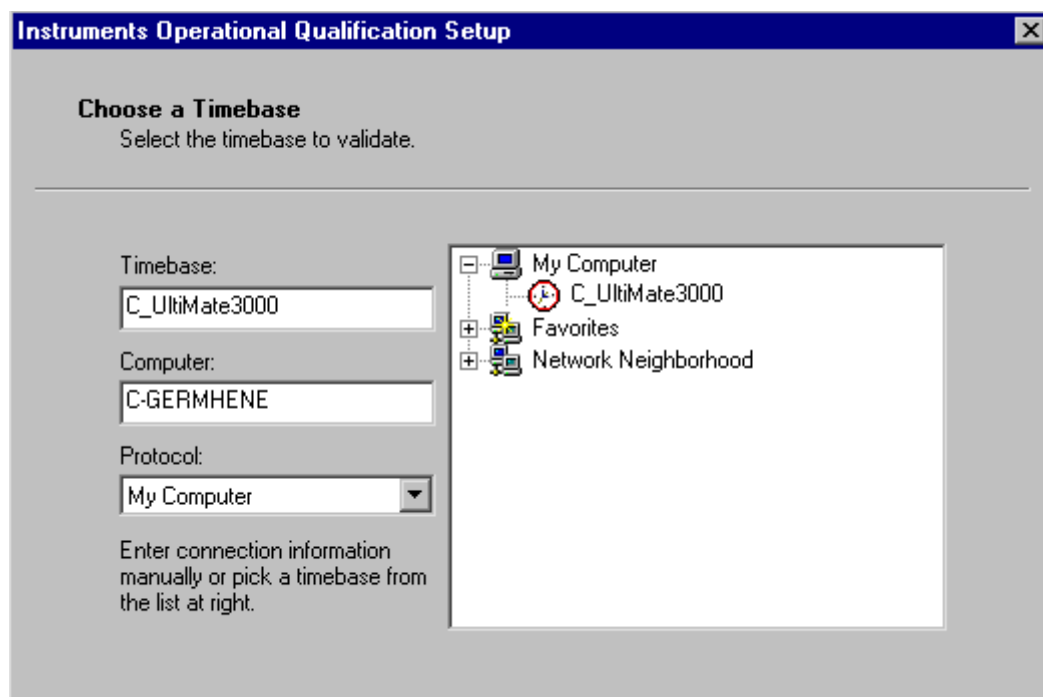 Instruments Operational Qualification Setup
Choose a Timebase
Select the timebase to validate.
Timebase:
C_UltiMate3000
Computer:
C-GERMHENE
Protocol:
My Computer
Enter connection information
manually or pick a timebase from
the list at right.
My Computer
C_UltiMate3000
Favorites
Network Neighborhood